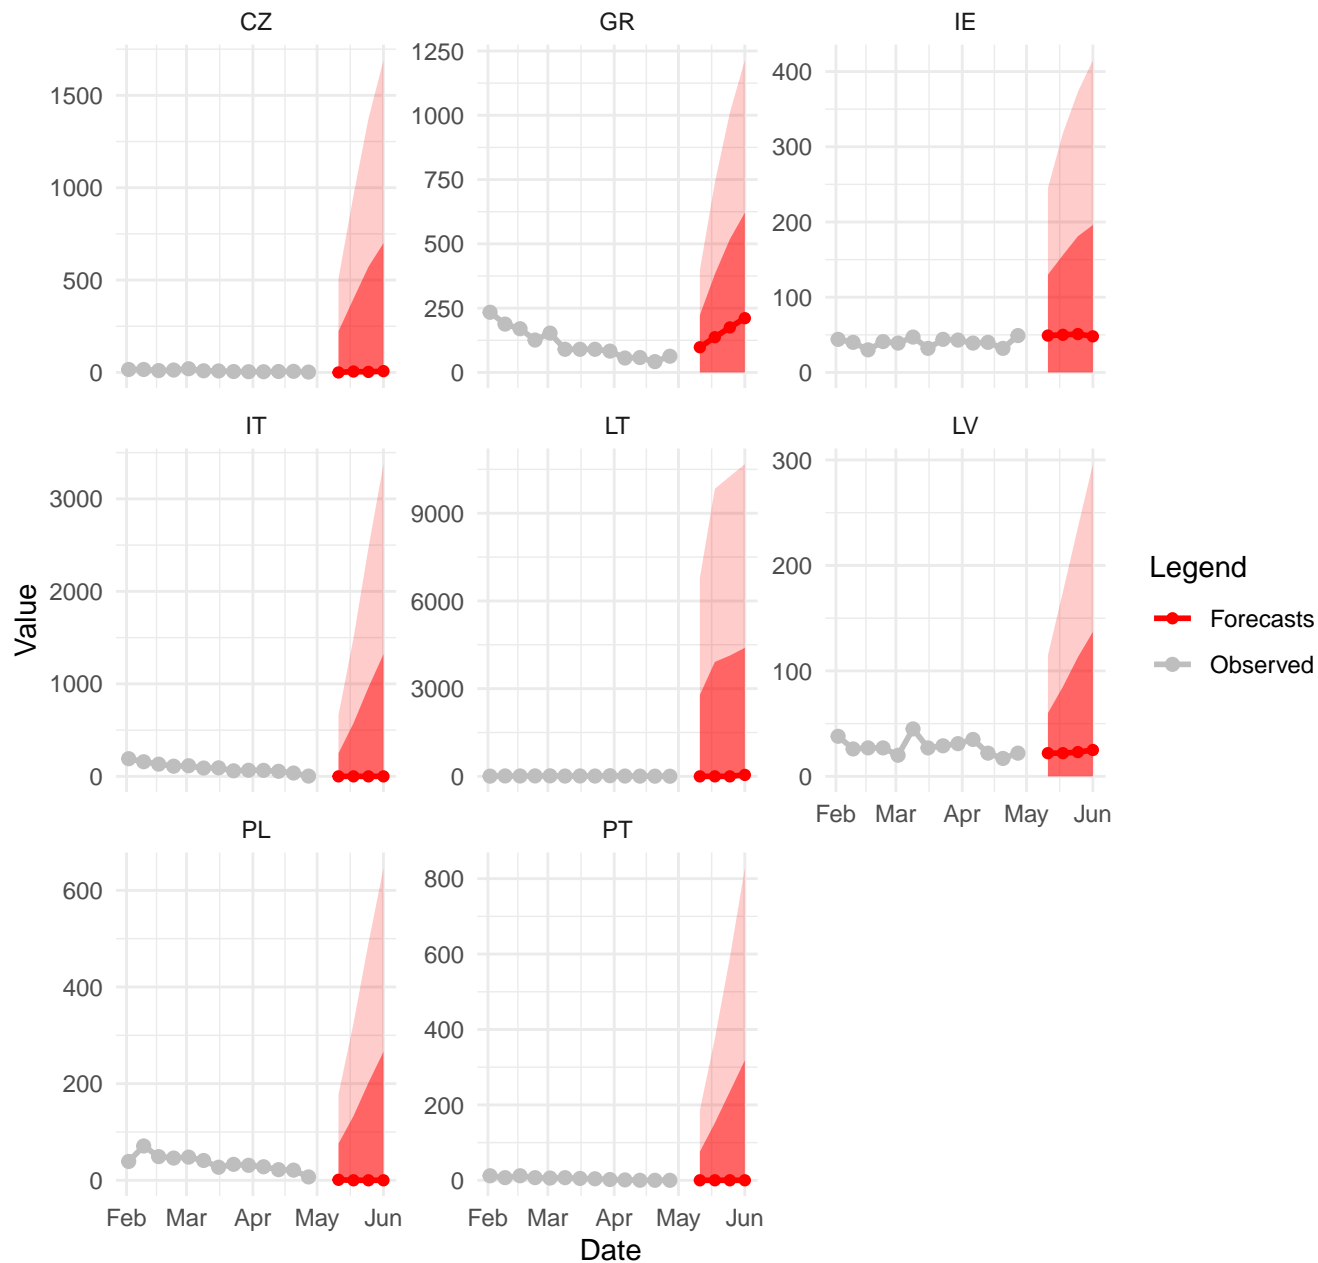 CZ
GR
IE
1500
1000
500
0
1250
1000
750
500
250
0
400
300
200
100
0
IT
LT
LV
3000
2000
1000
0
9000
6000
3000
0
300
200
100
0
Feb Mar Apr May Jun
PL
PT
600
400
200
0
800
600
400
200
0
Feb Mar Apr May Jun
Feb Mar Apr May Jun
Date
Value
Legend
Forecasts
Observed